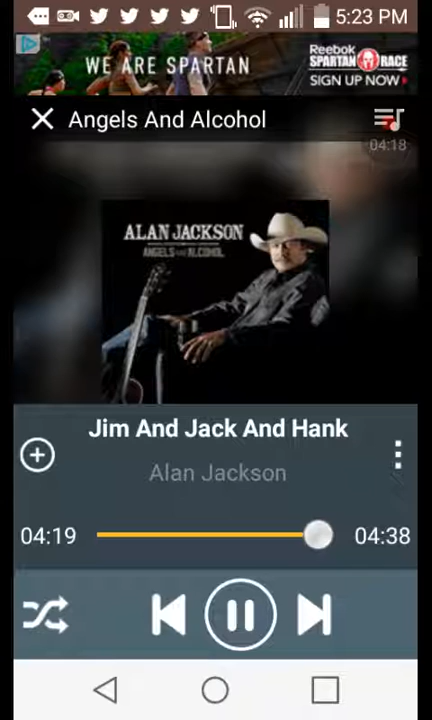 5:23 PM
WE ARE SPARTAN
Reebok
SPARTAN RACE
SIGN UP NOW
Angels And Alcohol
04:18
ALAN JACKSON
ANGELS AND ALCOHOL
Jim And Jack And Hank
Alan Jackson
04:19
04:38